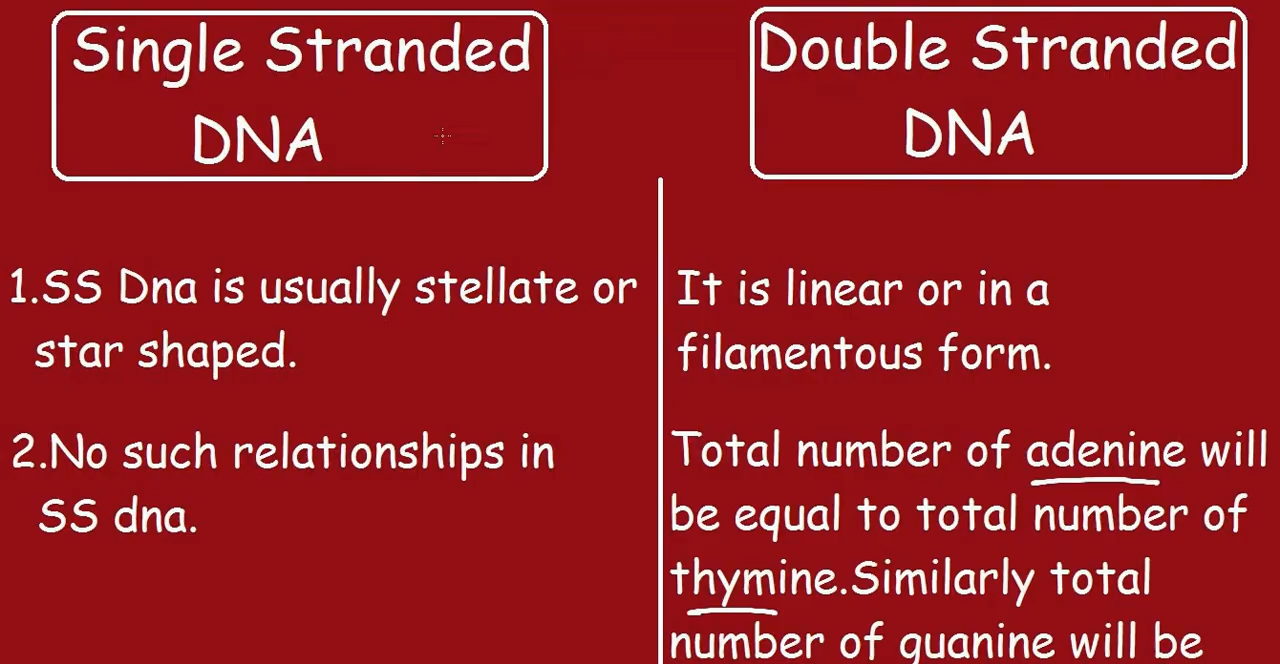 Single Stranded
DNA
Double Stranded
DNA
1.SS Dna is usually stellate or
star shaped.
It is linear or in a
filamentous form.
2.No such relationships in
SS dna.
Total number of adenine will
be equal to total number of
thymine.Similarly total
number of guanine will be